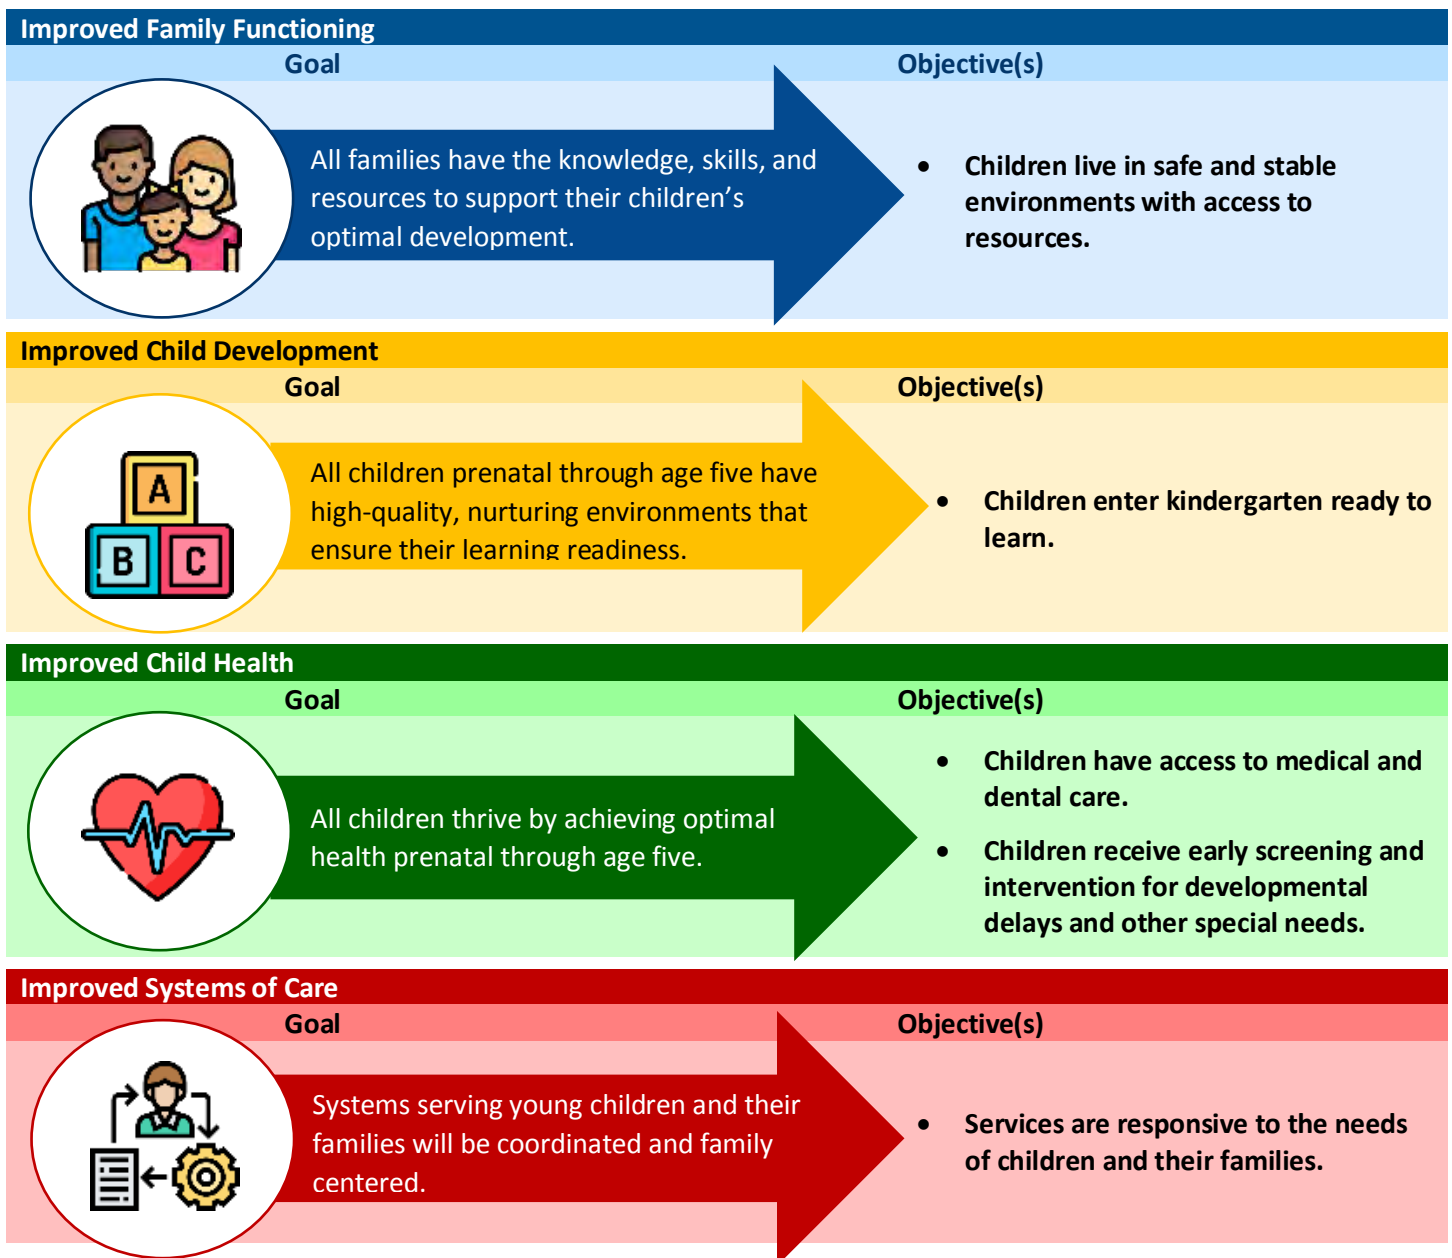 Improved Family Functioning
Goal
Objective(s)
All families have the knowledge, skills, and
resources to support their children’s
optimal development.
• Children live in safe and stable
environments with access to
resources.
Improved Child Development
Goal
Objective(s)
A
B
C
All children prenatal through age five have
high-quality, nurturing environments that
ensure their learning readiness.
• Children enter kindergarten ready to
learn.
Improved Child Health
Goal
Objective(s)
All children thrive by achieving optimal
health prenatal through age five.
• Children have access to medical and
dental care.
• Children receive early screening and
intervention for developmental
delays and other special needs.
Improved Systems of Care
Goal
Objective(s)
Systems serving young children and their
families will be coordinated and family
centered.
• Services are responsive to the needs
of children and their families.